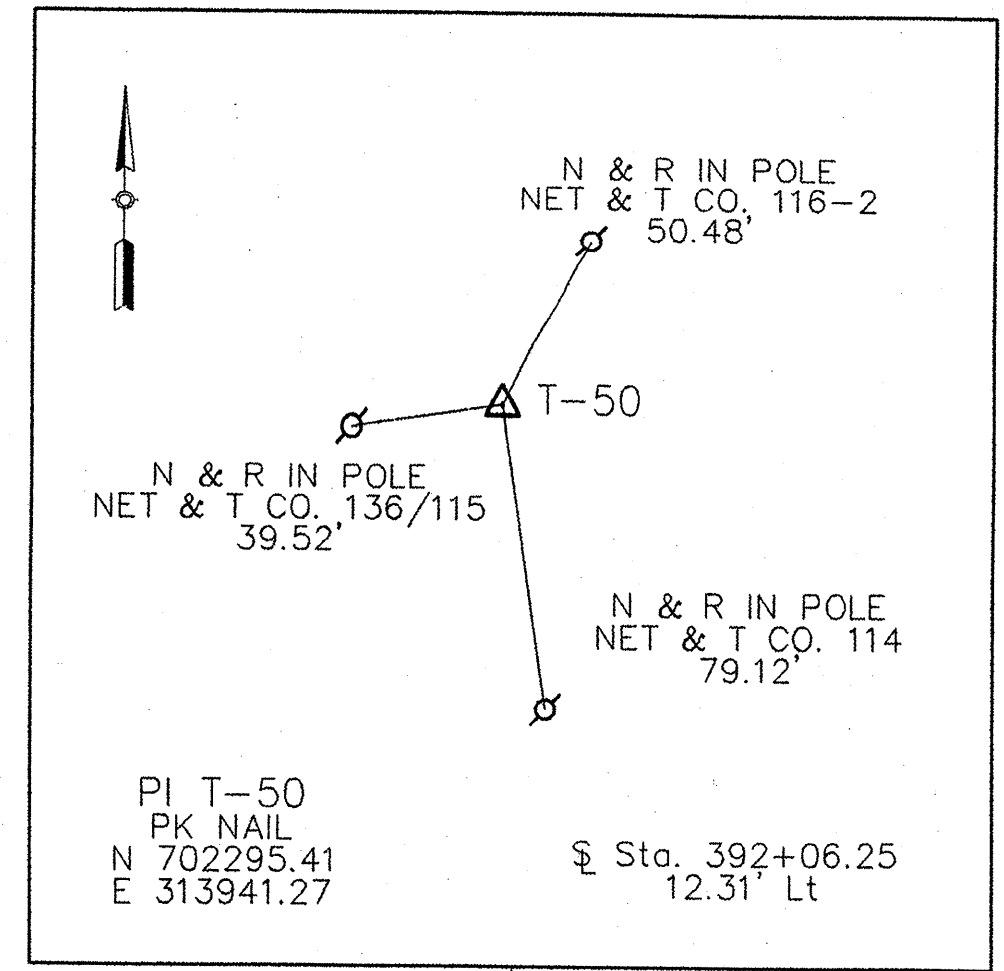 N & R IN POLE
NET & T CO. 116-2
50.48'
T-50
N & R IN POLE
NET & T CO. 136/115
39.52'
N & R IN POLE
NET & T CO. 114
79.12'
PI T-50
PK NAIL
N 702295.41
E 313941.27
℄ Sta. 392+06.25
12.31' Lt